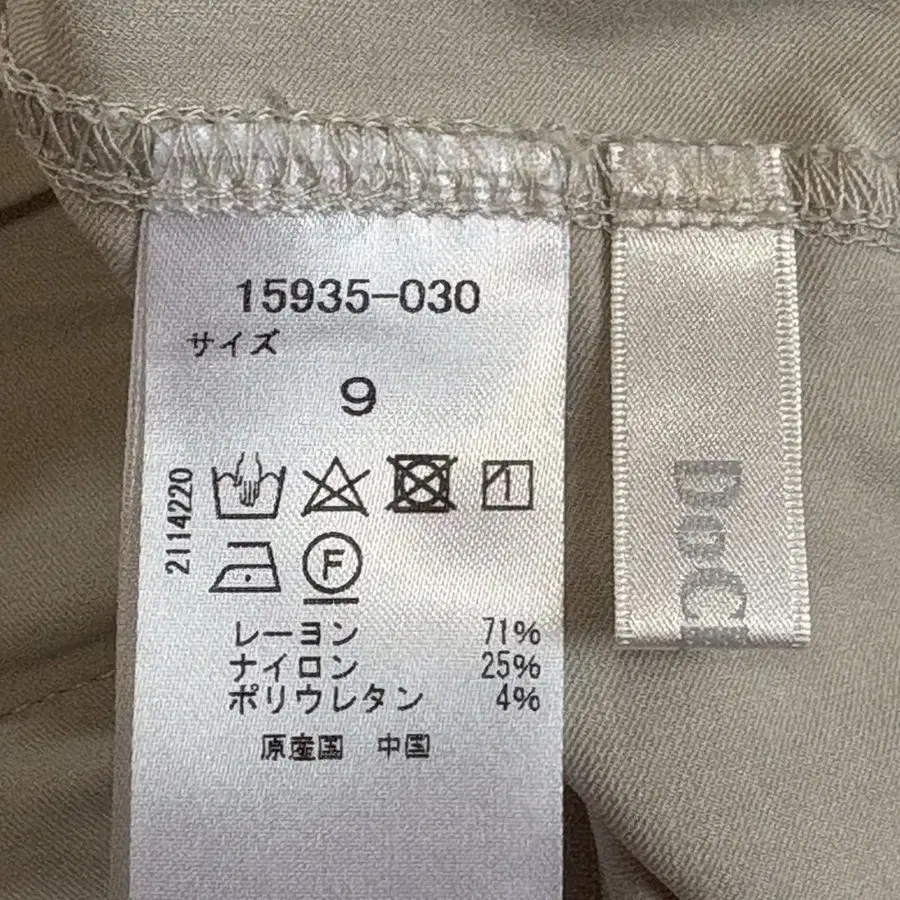 15935-030
サイズ
9
2114220
F
レーヨン 71%
ナイロン 25%
ポリウレタン 4%
原産国 中国